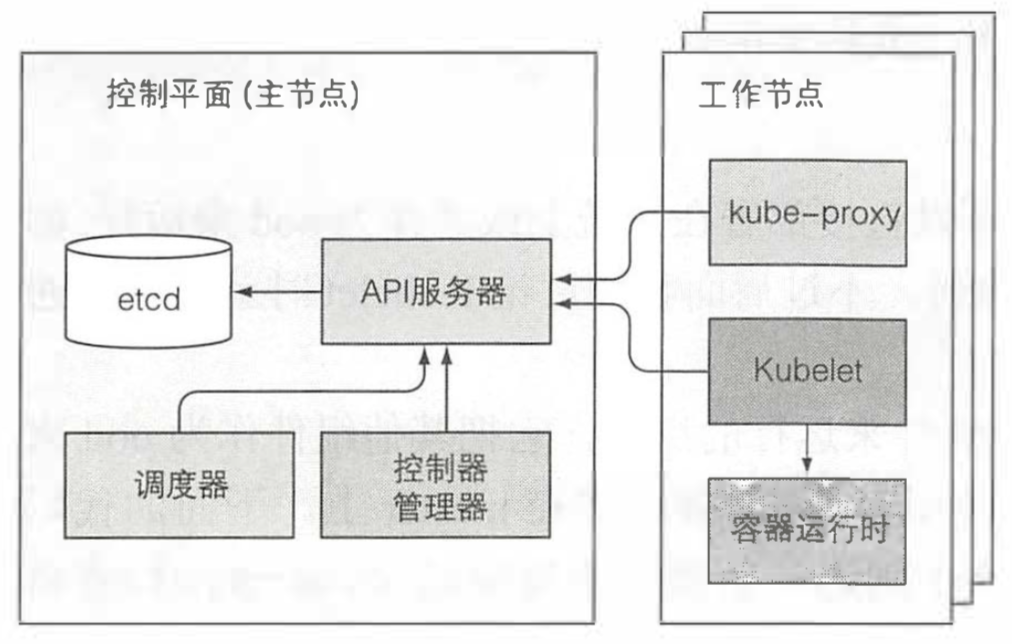 控制平面 (主节点)
工作节点
kube-proxy
etcd
API服务器
Kubelet
调度器
控制器
管理器
容器运行时